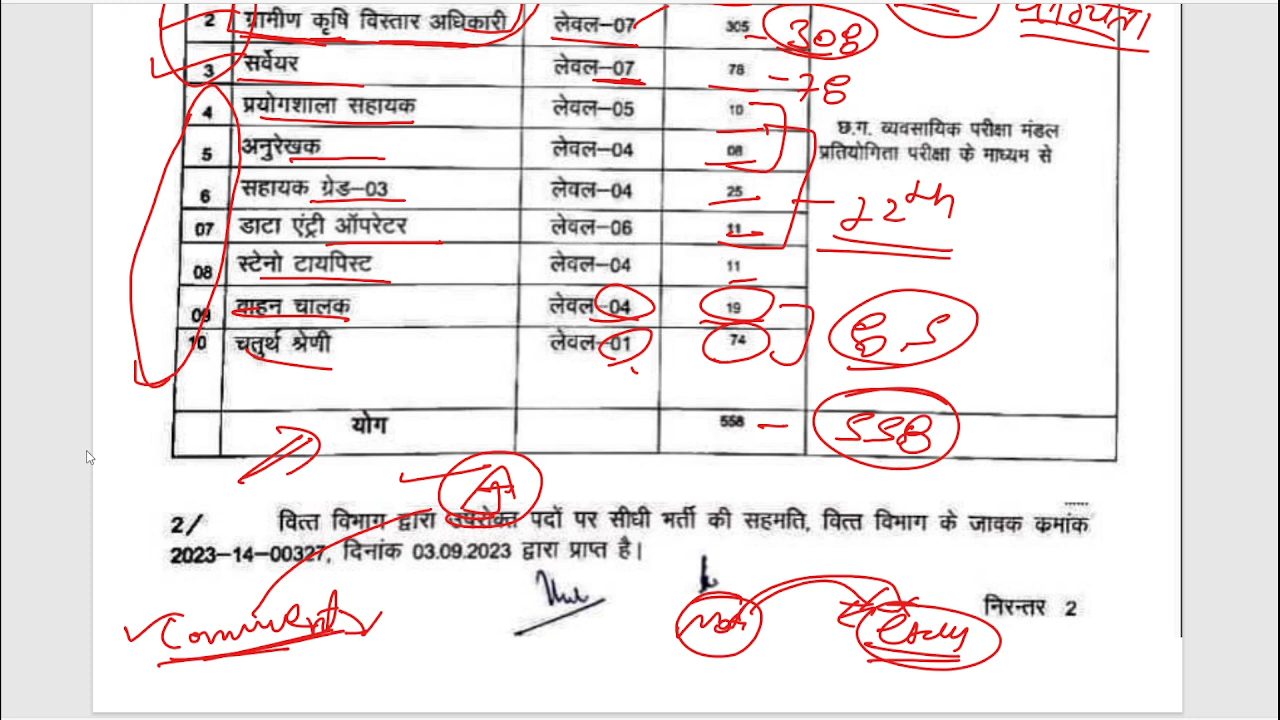 2 ग्रामीण कृषि विस्तार अधिकारी लेवल-07 305 308
3 सर्वेयर लेवल-07 78 -78
4 प्रयोगशाला सहायक लेवल-05 10
छ.ग. व्यवसायिक परीक्षा मंडल
5 अनुरेखक लेवल-04 08 प्रतियोगिता परीक्षा के माध्यम से
6 सहायक ग्रेड-03 लेवल-04 25
12th
07 डाटा एंट्री ऑपरेटर लेवल-06 11
08 स्टेनो टायपिस्ट लेवल-04 11
09 वाहन चालक लेवल-04 19
10 चतुर्थ श्रेणी लेवल-01 74
योग 558 558
2/ वित्त विभाग द्वारा उपरोक्त पदों पर सीधी भर्ती की सहमति, वित्त विभाग के जावक क्रमांक
2023-14-00327, दिनांक 03.09.2023 द्वारा प्राप्त है।
निरन्तर 2
Comment